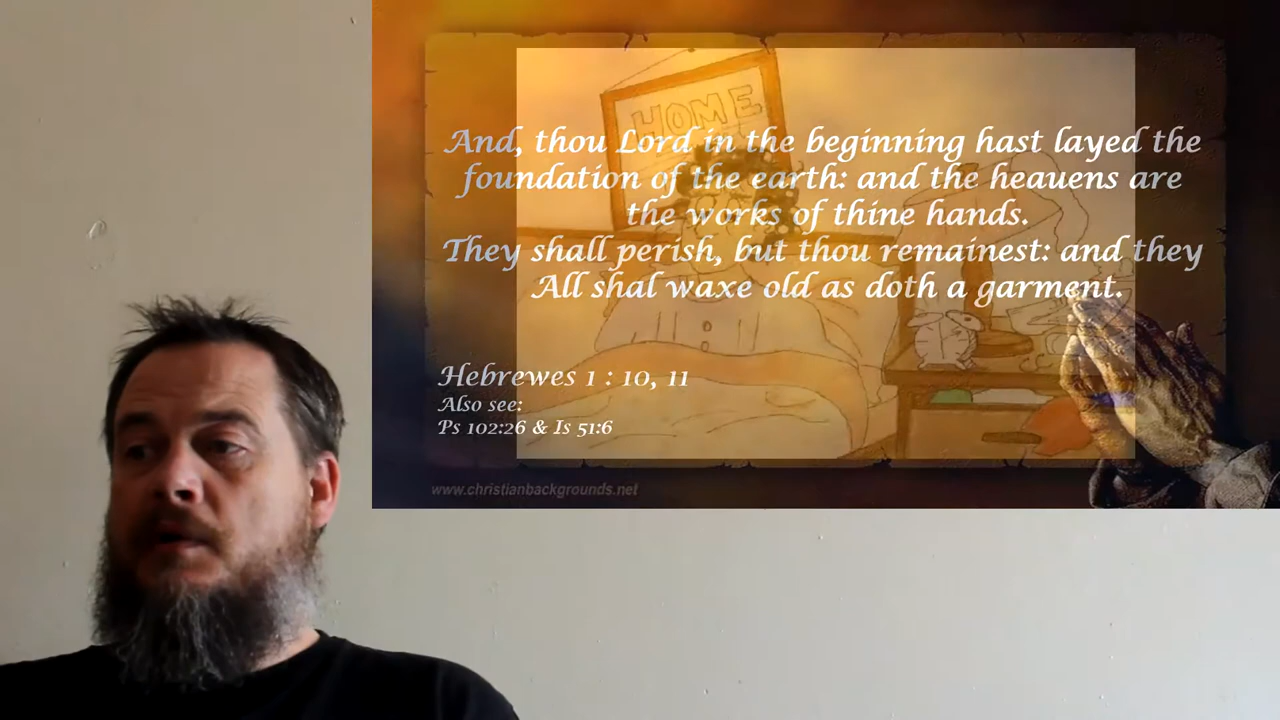 HOME
And, thou Lord in the beginning hast layed the
foundation of the earth: and the heauens are
the works of thine hands.
They shall perish, but thou remainest: and they
All shal waxe old as doth a garment.
Hebrewes 1 : 10, 11
Also see:
Ps 102:26 & Is 51:6
www.christianbackgrounds.net